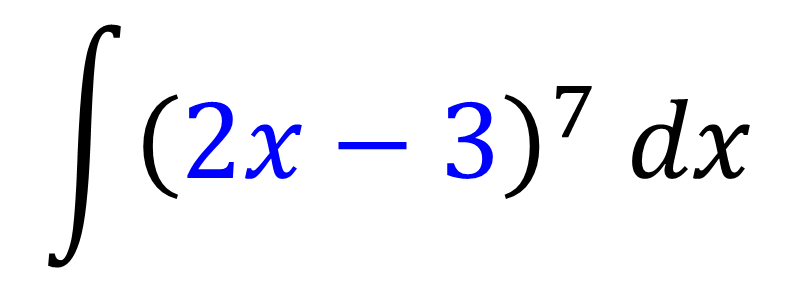 ∫ (2x − 3)⁷ dx